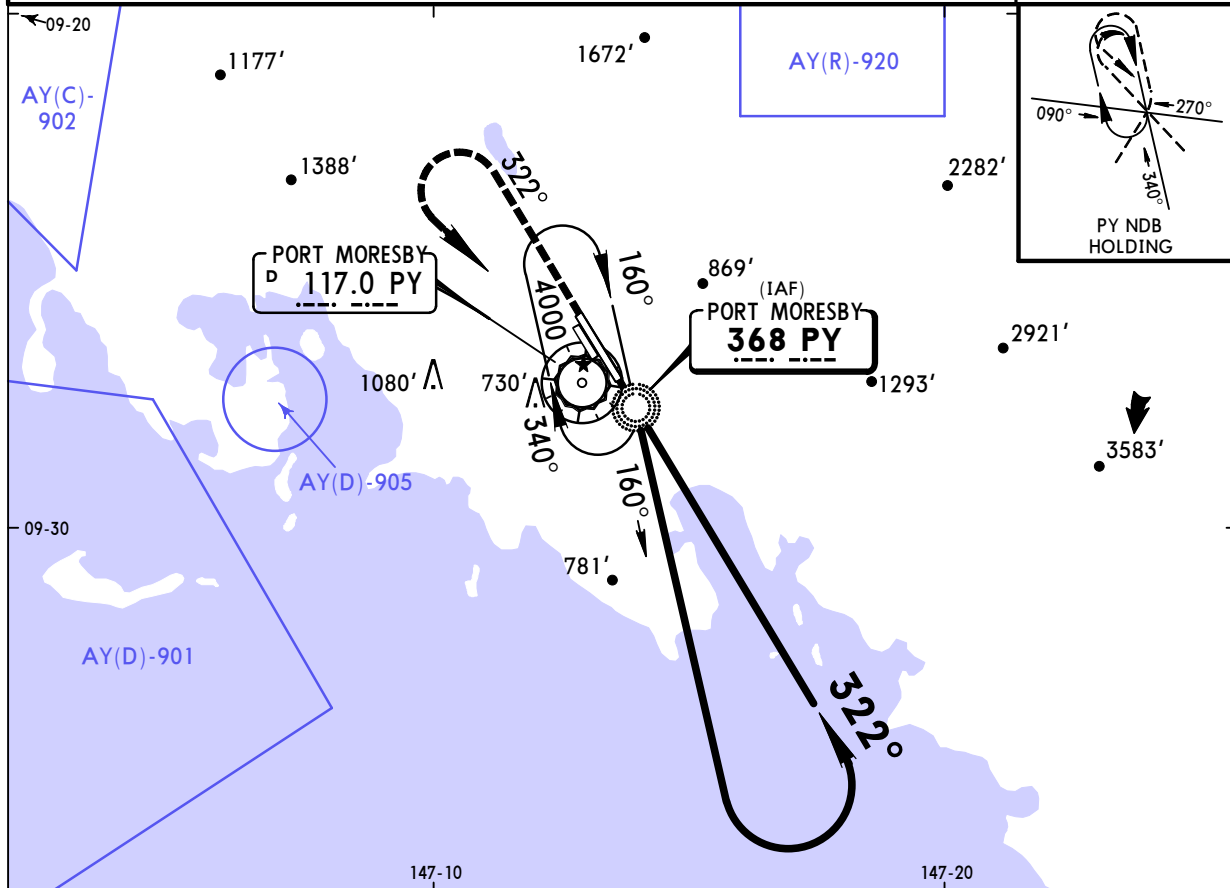 09-20
1177'
1672'
AY(R)-920
AY(C)-
902
090°
270°
340°
PY NDB
HOLDING
1388'
322°
2282'
PORT MORESBY
D 117.0 PY
160°
4000
869'
(IAF)
PORT MORESBY
368 PY
2921'
1080'
730'
1293'
340°
3583'
AY(D)-905
160°
09-30
781'
AY(D)-901
322°
147-10
147-20